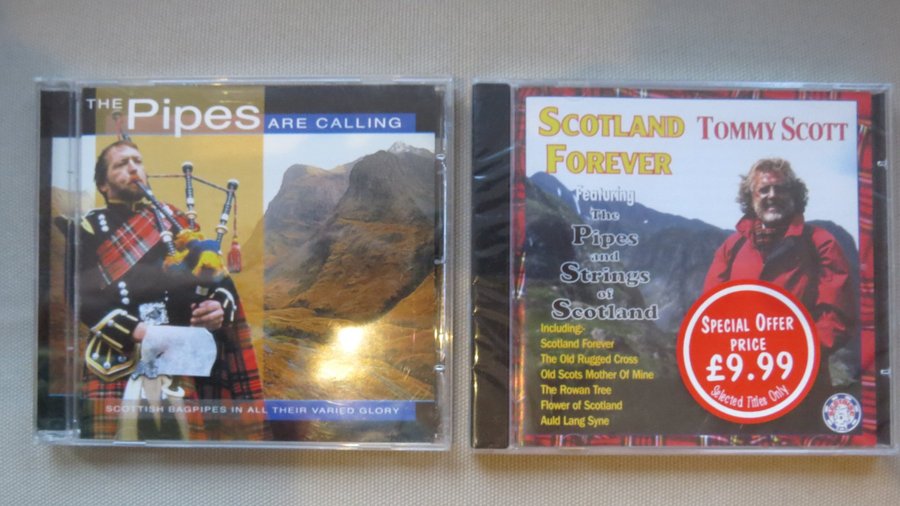 THE Pipes ARE CALLING
SCOTTISH BAGPIPES IN ALL THEIR VARIED GLORY
SCOTLAND
FOREVER
TOMMY SCOTT
Featuring
The
Pipes
and
Strings
of
Scotland
Including:-
Scotland Forever
The Old Rugged Cross
Old Scots Mother Of Mine
The Rowan Tree
Flower of Scotland
Auld Lang Syne
SPECIAL OFFER
PRICE
£9.99
Selected Titles Only